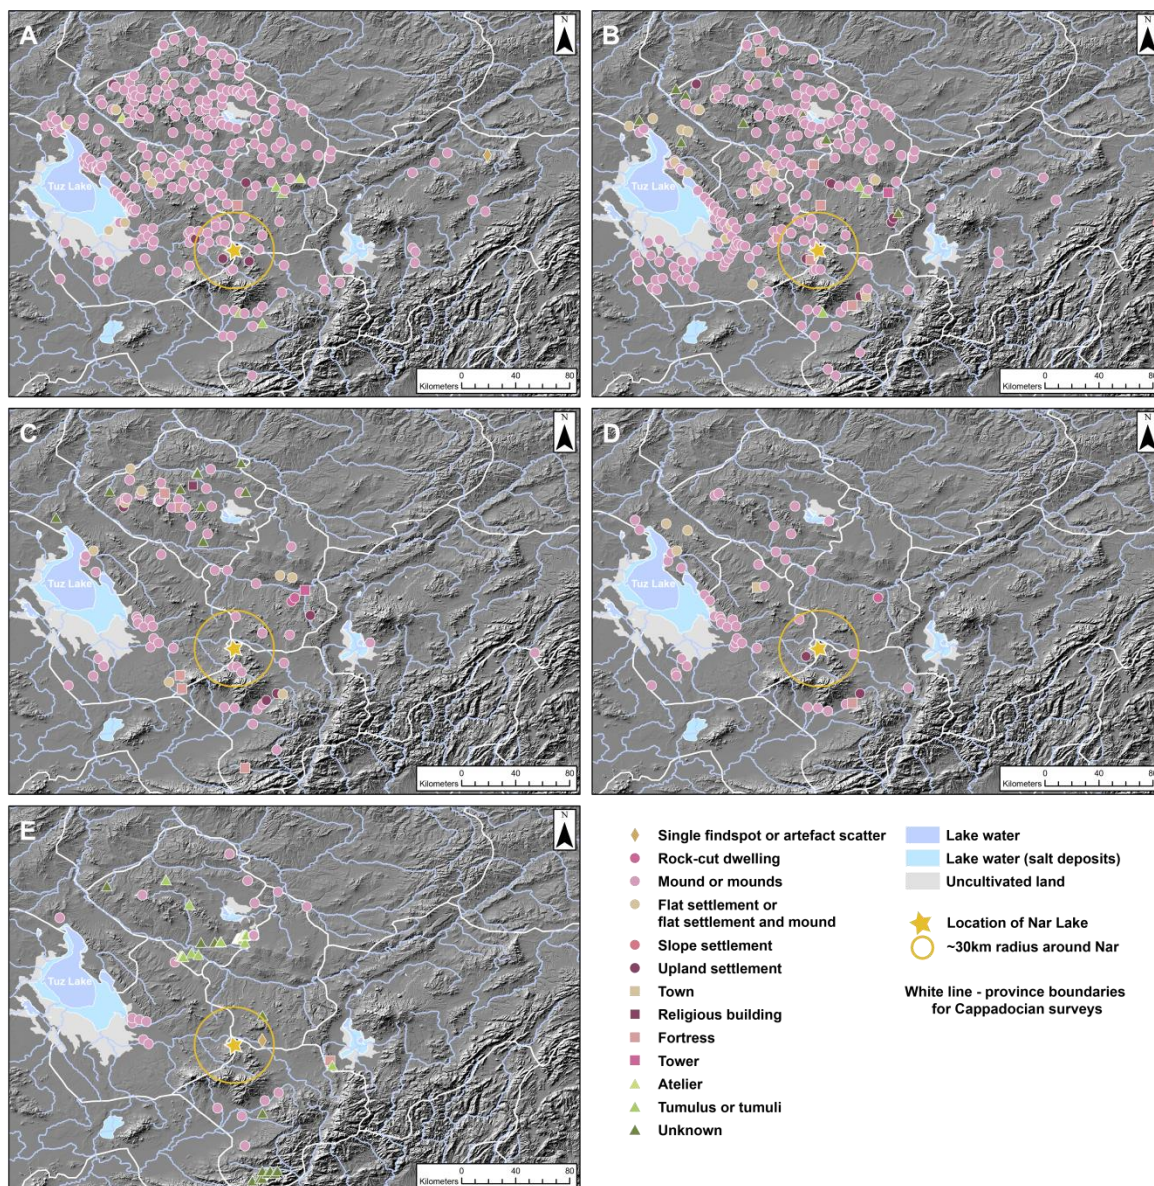 A
N
Tuz Lake
Kilometers
0 40 80
B
N
Tuz Lake
Kilometers
0 40 80
C
N
Tuz Lake
Kilometers
0 40 80
D
N
Tuz Lake
Kilometers
0 40 80
E
N
Tuz Lake
Kilometers
0 40 80
Single findspot or artefact scatter
Rock-cut dwelling
Mound or mounds
Flat settlement or
flat settlement and mound
Slope settlement
Upland settlement
Town
Religious building
Fortress
Tower
Atelier
Tumulus or tumuli
Unknown
Lake water
Lake water (salt deposits)
Uncultivated land
Location of Nar Lake
~30km radius around Nar
White line - province boundaries
for Cappadocian surveys